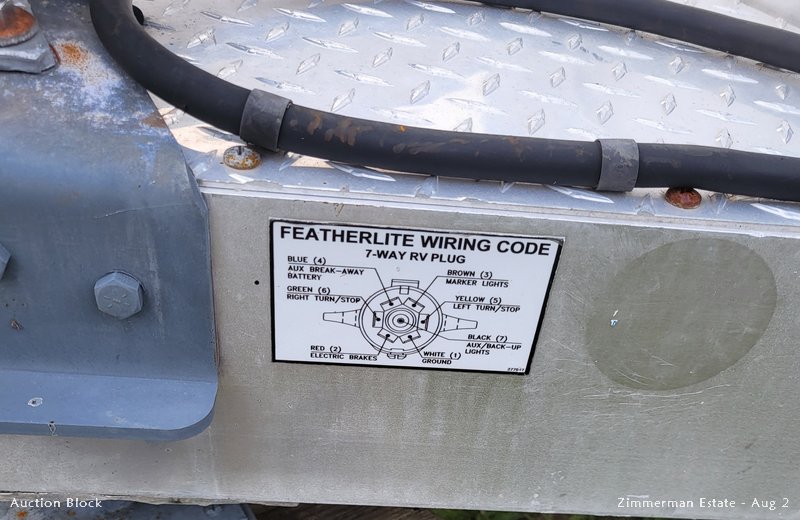 FEATHERLITE WIRING CODE
7-WAY RV PLUG
BLUE (4)
AUX BREAK-AWAY
BATTERY
BROWN (3)
MARKER LIGHTS
GREEN (6)
RIGHT TURN/STOP
YELLOW (5)
LEFT TURN/STOP
BLACK (7)
AUX/BACK-UP
LIGHTS
RED (2)
ELECTRIC BRAKES
WHITE (1)
GROUND
Auction Block
Zimmerman Estate - Aug 2